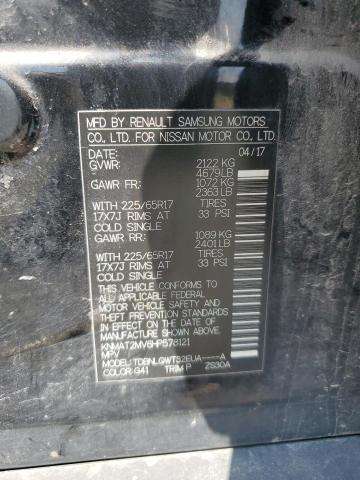 MFD BY RENAULT SAMSUNG MOTORS
CO., LTD. FOR NISSAN MOTOR CO., LTD.
DATE: 04/17
GVWR: 2122 KG
4679 LB
GAWR FR: 1072 KG
2363 LB
WITH 225/65R17 TIRES
17X7J RIMS AT 33 PSI
COLD SINGLE
GAWR RR: 1089 KG
2401 LB
WITH 225/65R17 TIRES
17X7J RIMS AT 33 PSI
COLD SINGLE
THIS VEHICLE CONFORMS TO
ALL APPLICABLE FEDERAL
MOTOR VEHICLE SAFETY AND
THEFT PREVENTION STANDARDS
IN EFFECT ON THE DATE OF
MANUFACTURE SHOWN ABOVE.
KNMAT2MV6HP578121
MPV
MODEL: TDBNLGWT32EUA----A
COLOR: G41 TRIM P ZS30A